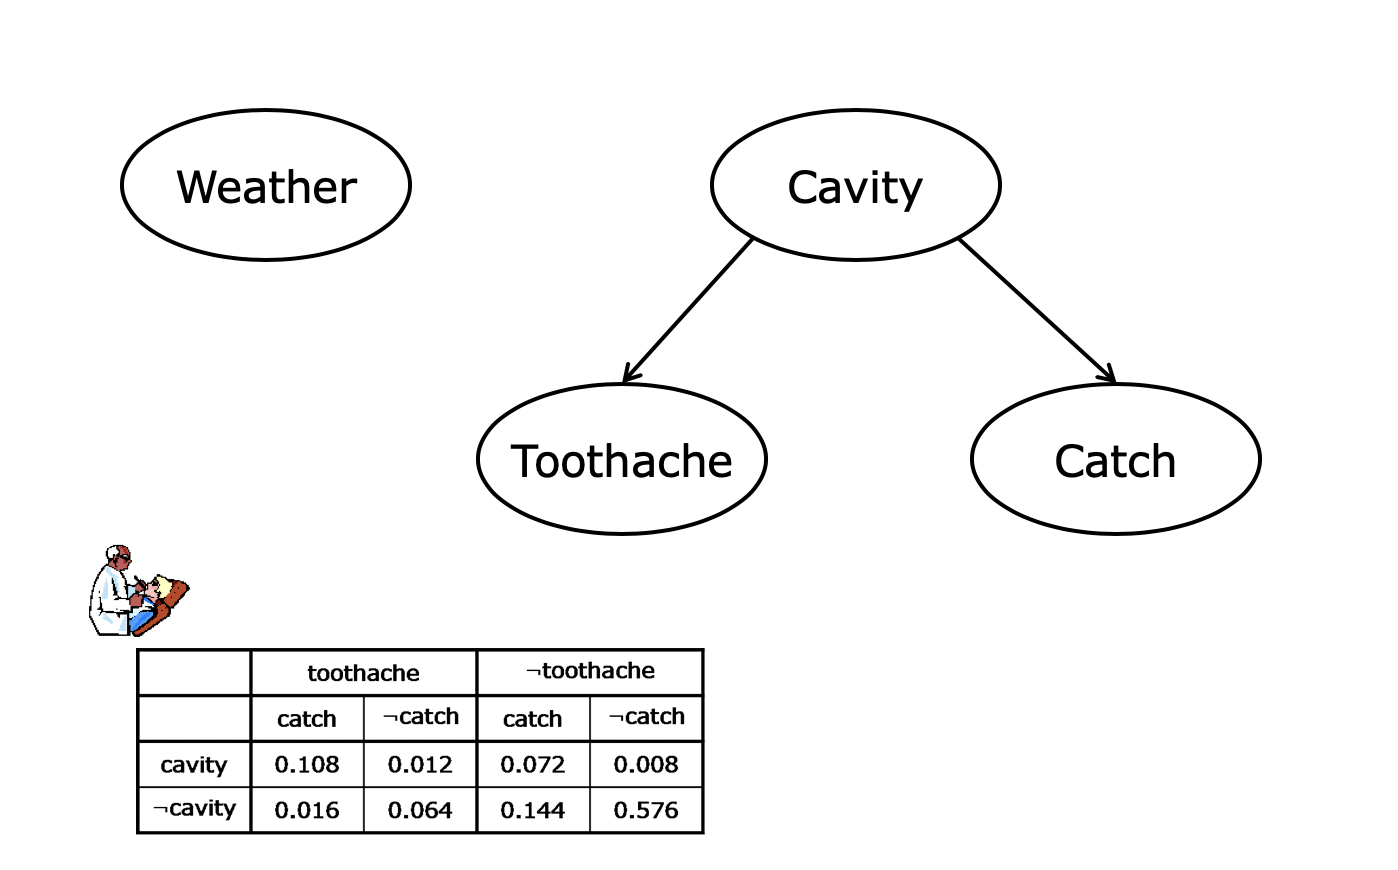 Weather
Cavity
Toothache
Catch
toothache ¬toothache
catch ¬catch catch ¬catch
cavity 0.108 0.012 0.072 0.008
¬cavity 0.016 0.064 0.144 0.576